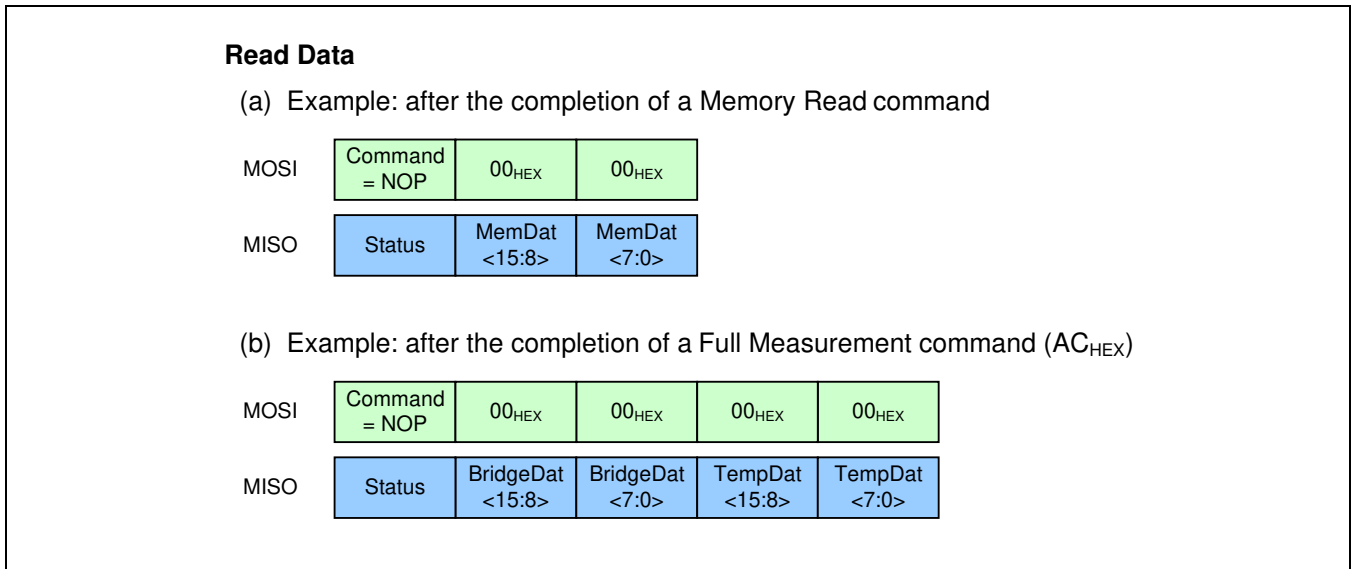 Read Data
(a) Example: after the completion of a Memory Read command
MOSI Command = NOP 00HEX 00HEX
MISO Status MemDat <15:8> MemDat <7:0>
(b) Example: after the completion of a Full Measurement command (ACHEX)
MOSI Command = NOP 00HEX 00HEX 00HEX 00HEX
MISO Status BridgeDat <15:8> BridgeDat <7:0> TempDat <15:8> TempDat <7:0>